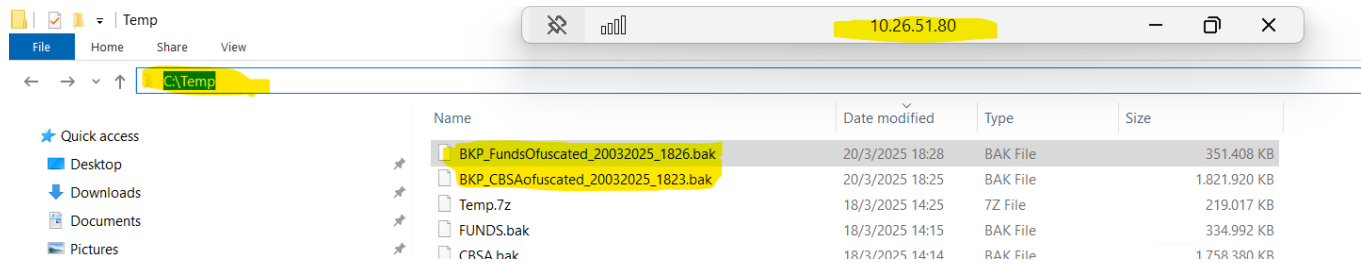 Temp
10.26.51.80
File Home Share View
C:\Temp
Name Date modified Type Size
Quick access
BKP_FundsOfuscated_20032025_1826.bak 20/3/2025 18:28 BAK File 351.408 KB
Desktop
BKP_CBSAofuscated_20032025_1823.bak 20/3/2025 18:25 BAK File 1.821.920 KB
Downloads
Temp.7z 18/3/2025 14:25 7Z File 219.017 KB
Documents
FUNDS.bak 18/3/2025 14:15 BAK File 334.992 KB
Pictures
CBSA.bak 18/3/2025 14:14 BAK File 1.758.380 KB